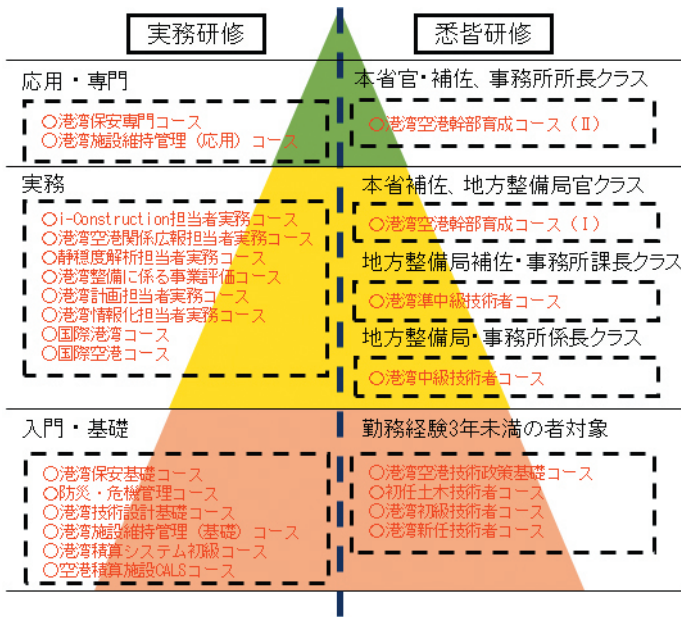 実務研修
悉皆研修
応用・専門
○港湾保安専門コース
○港湾施設維持管理（応用）コース
本省官・補佐、事務所所長クラス
○港湾空港幹部育成コース（Ⅱ）
実務
○i-Construction担当者実務コース
○港湾空港関係広報担当者実務コース
○静穏度解析担当者実務コース
○港湾整備に係る事業評価コース
○港湾計画担当者実務コース
○港湾情報化担当者実務コース
○国際港湾コース
○国際空港コース
本省補佐、地方整備局官クラス
○港湾空港幹部育成コース（Ⅰ）
地方整備局補佐・事務所課長クラス
○港湾準中級技術者コース
地方整備局・事務所係長クラス
○港湾中級技術者コース
入門・基礎
○港湾保安基礎コース
○防災・危機管理コース
○港湾技術設計基礎コース
○港湾施設維持管理（基礎）コース
○港湾積算システム初級コース
○空港積算施設CALSコース
勤務経験3年未満の者対象
○港湾空港技術政策基礎コース
○初任土木技術者コース
○港湾初級技術者コース
○港湾新任技術者コース